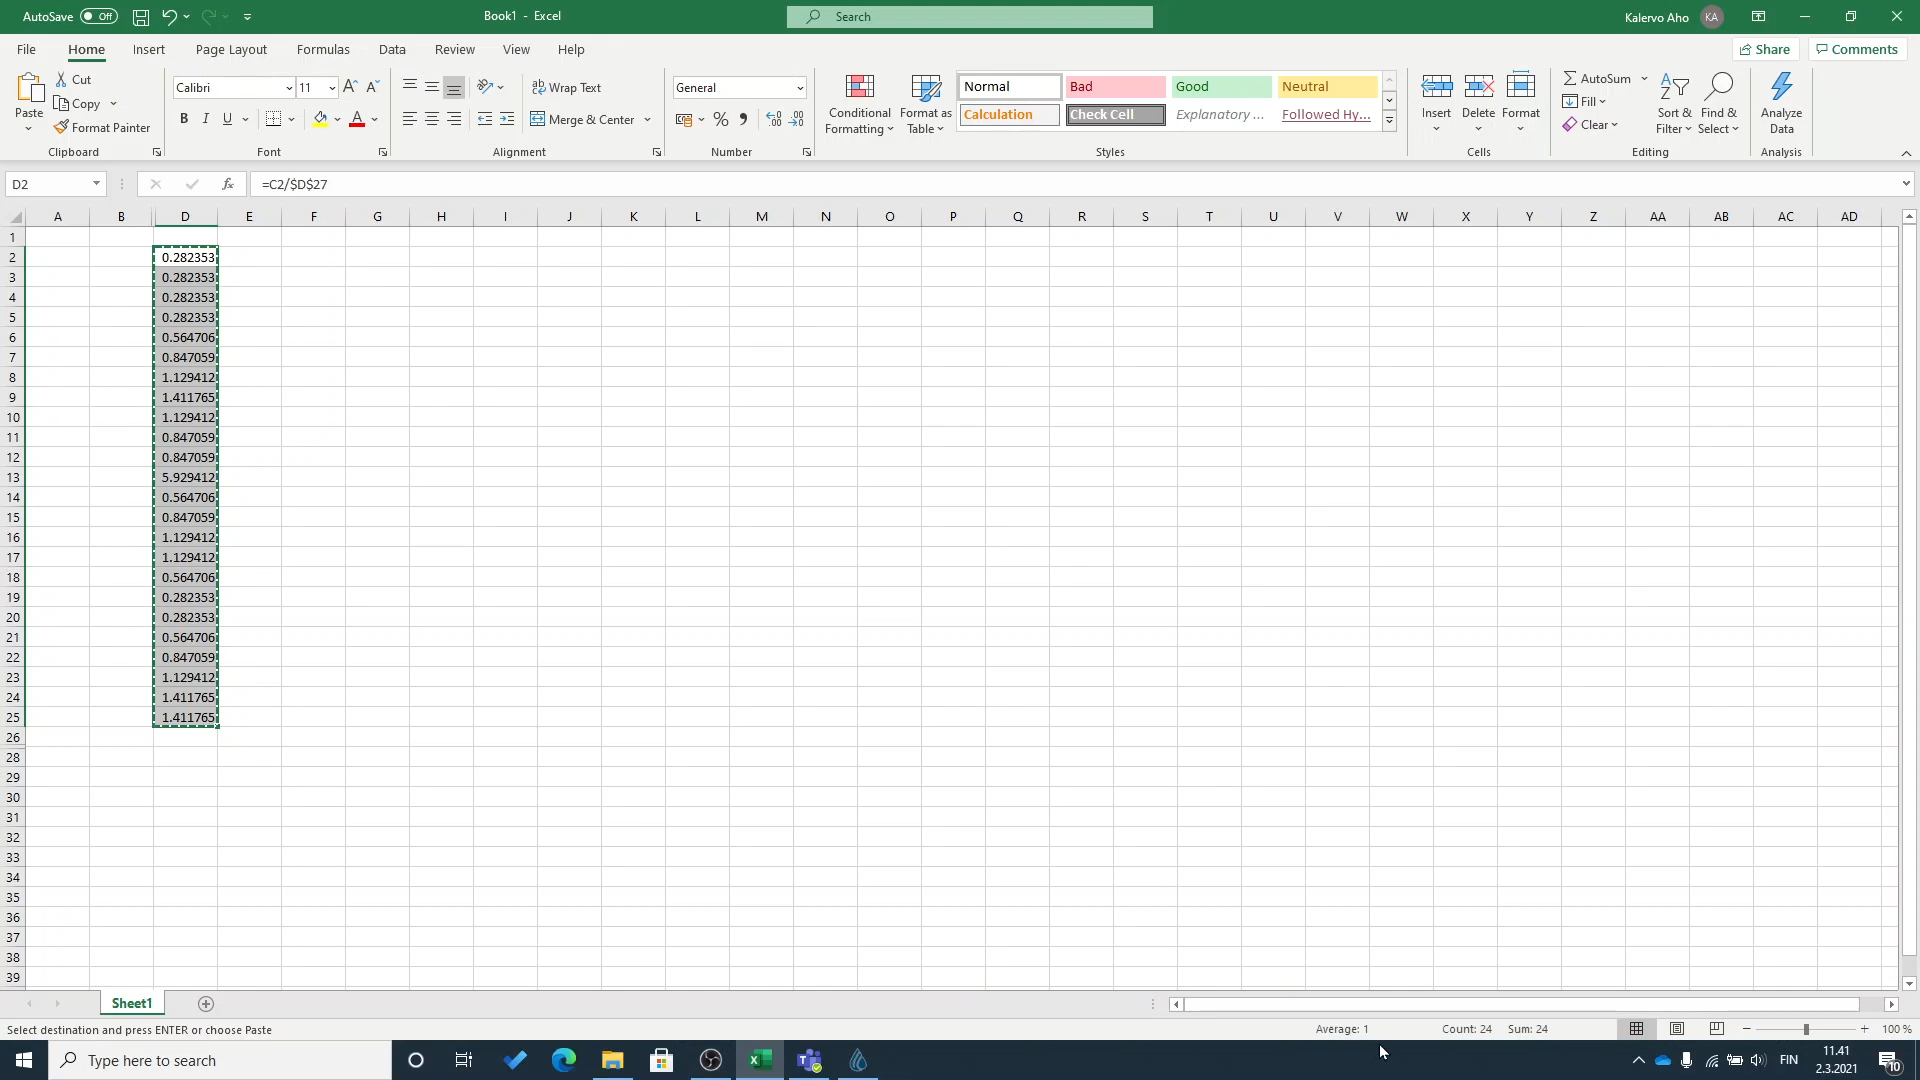 AutoSave Off Book1 - Excel Search Kalervo Aho KA
File Home Insert Page Layout Formulas Data Review View Help Share Comments
Paste Cut Copy Format Painter Clipboard
Calibri 11 B I U Font
Wrap Text Merge & Center Alignment
General % Number
Conditional Formatting Format as Table
Normal Bad Good Neutral
Calculation Check Cell Explanatory ... Followed Hy...
Styles
Insert Delete Format Cells
AutoSum Fill Clear Sort & Filter Find & Select Editing
Analyze Data Analysis
D2 fx =C2/$D$27
A B D E F G H I J K L M N O P Q R S T U V W X Y Z AA AB AC AD
1
2 0.282353
3 0.282353
4 0.282353
5 0.282353
6 0.564706
7 0.847059
8 1.129412
9 1.411765
10 1.129412
11 0.847059
12 0.847059
13 5.929412
14 0.564706
15 0.847059
16 1.129412
17 1.129412
18 0.564706
19 0.282353
20 0.282353
21 0.564706
22 0.847059
23 1.129412
24 1.411765
25 1.411765
26
28
29
30
31
32
33
34
35
36
37
38
39
Sheet1
Select destination and press ENTER or choose Paste Average: 1 Count: 24 Sum: 24 100 %
Type here to search FIN 11.41
2.3.2021 10